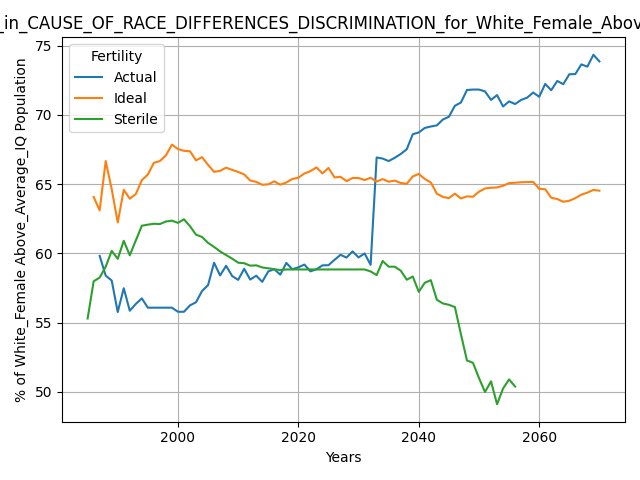 _in_CAUSE_OF_RACE_DIFFERENCES_DISCRIMINATION_for_White_Female_Abov
75
70
65
60
55
50
% of White_Female Above_Average_IQ Population
Fertility
Actual
Ideal
Sterile
2000
2020
2040
2060
Years